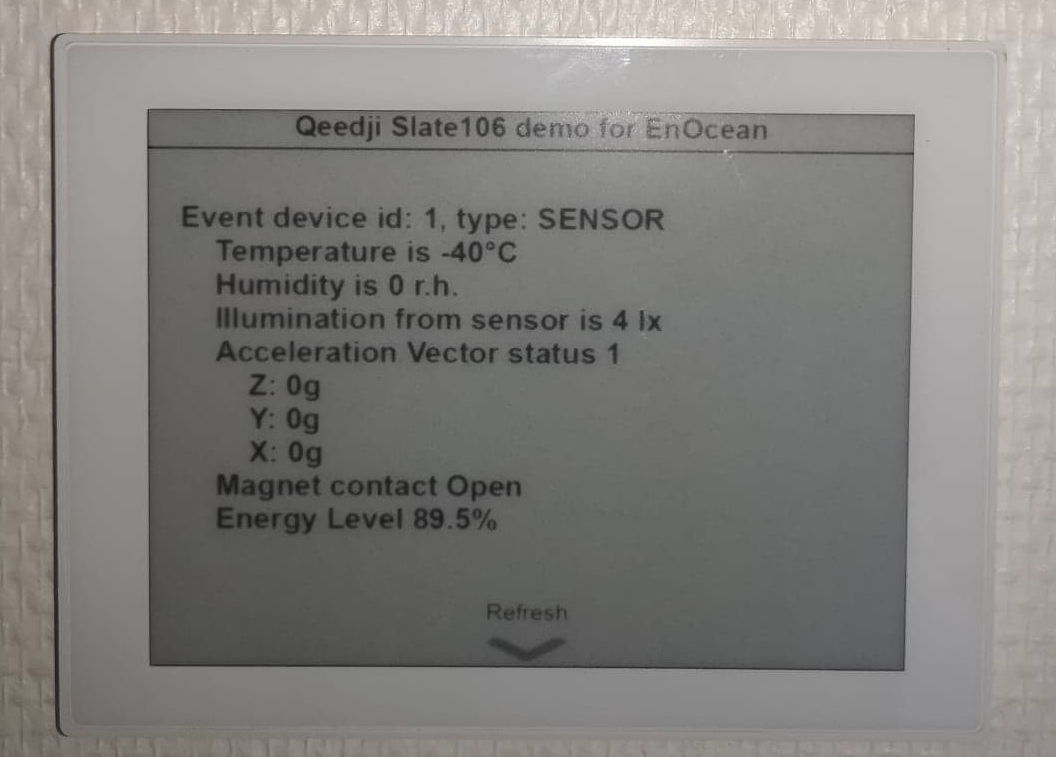 Qeedji Slate106 demo for EnOcean
Event device id: 1, type: SENSOR
Temperature is -40°C
Humidity is 0 r.h.
Illumination from sensor is 4 lx
Acceleration Vector status 1
Z: 0g
Y: 0g
X: 0g
Magnet contact Open
Energy Level 89.5%
Refresh